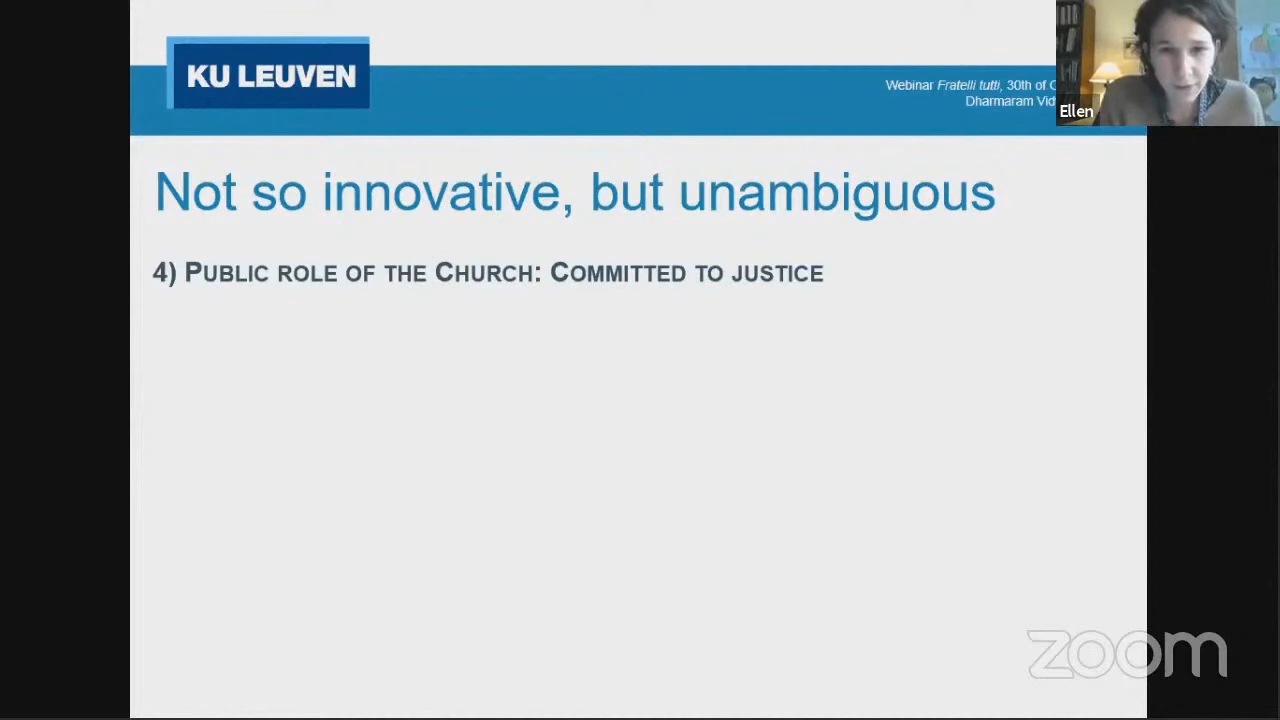 KU LEUVEN
Webinar Fratelli tutti, 30th of
Dharmaram
Ellen
Not so innovative, but unambiguous
4) PUBLIC ROLE OF THE CHURCH: COMMITTED TO JUSTICE
zoom